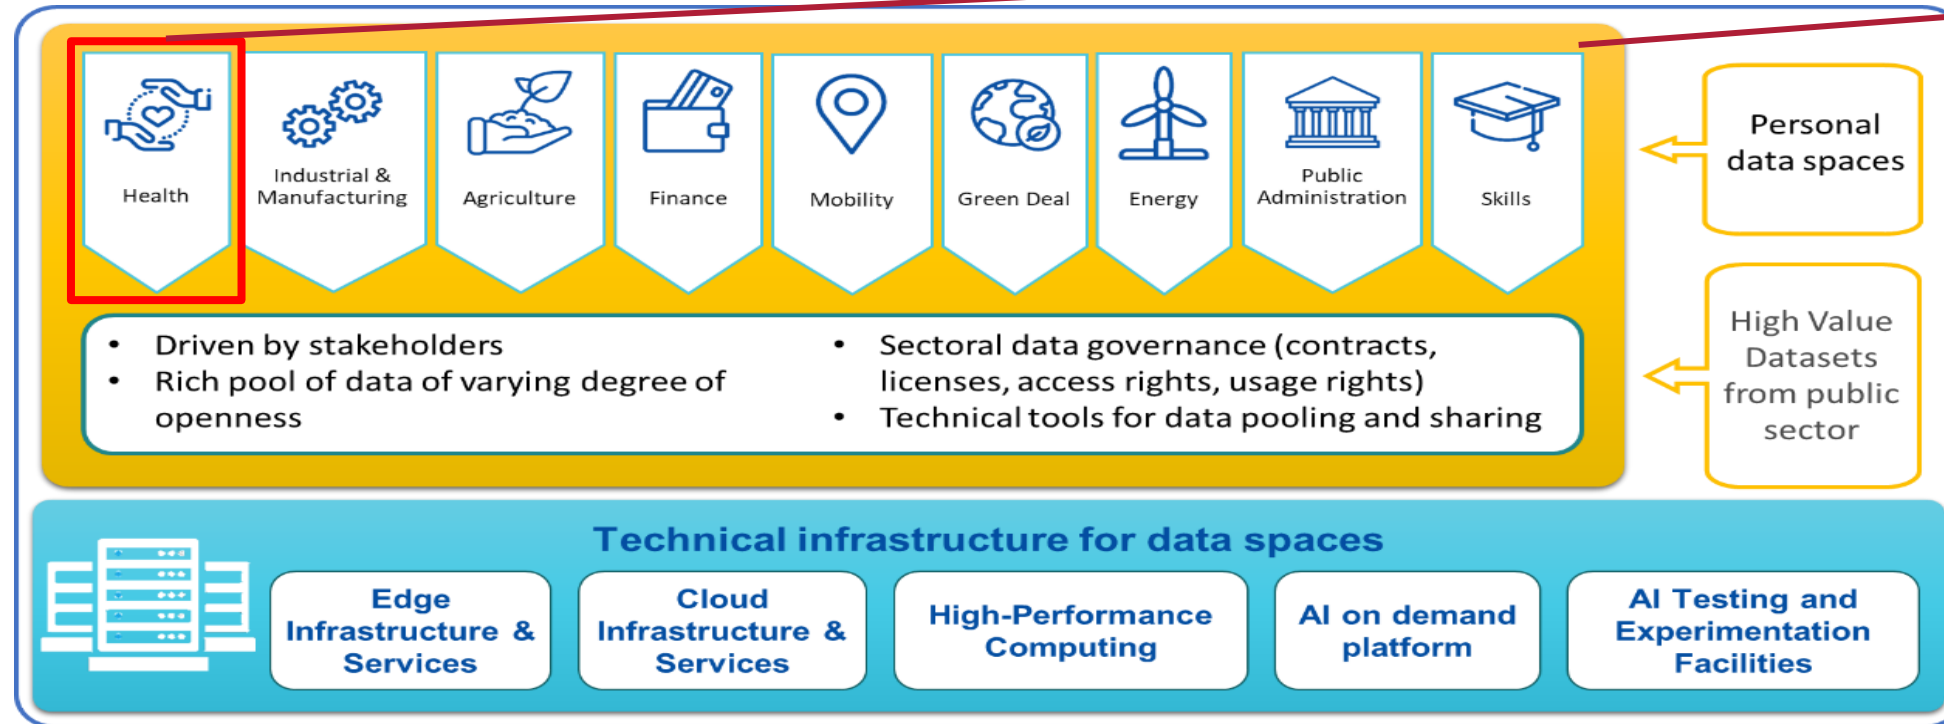 Health
Industrial &
Manufacturing
Agriculture
Finance
Mobility
Green Deal
Energy
Public
Administration
Skills
• Driven by stakeholders
• Rich pool of data of varying degree of
openness
• Sectoral data governance (contracts,
licenses, access rights, usage rights)
• Technical tools for data pooling and sharing
Personal
data spaces
High Value
Datasets
from public
sector
Technical infrastructure for data spaces
Edge
Infrastructure &
Services
Cloud
Infrastructure &
Services
High-Performance
Computing
AI on demand
platform
AI Testing and
Experimentation
Facilities